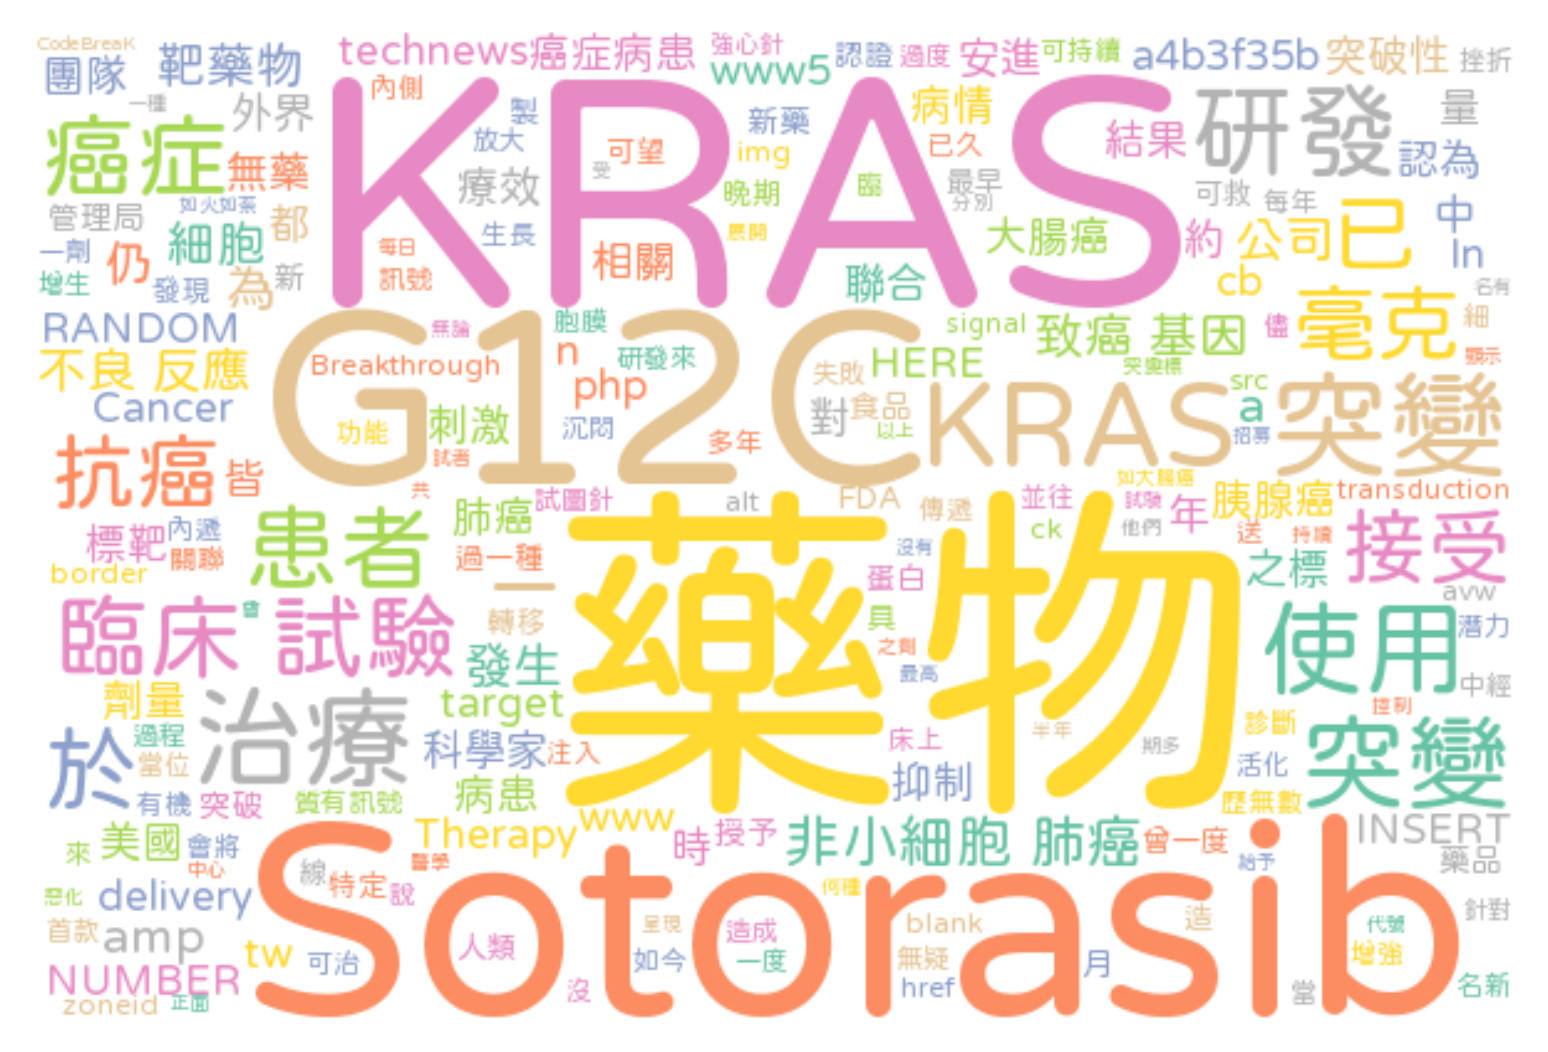 CodeBreaK
團隊
靶藥物
technews
癌症病患
強心針
www5
認證
過度
安進
可持續
a4b3f35b
突破性
挫折
一種
外界
內側
製
放大
新藥
病情
已久
結果
研發
量
認為
KRAS
癌症
無藥
療效
受
可望
img
晚期
臨
最早
分別
可救
每年
管理局
如火如荼
都
一劑
仍
細胞
每日
訊號
生長
相關
展開
聯合
大腸癌
約
公司
已
中
In
增生
發現
為
新
cb
名有
RANDOM
無論
胞膜
signal
致癌 基因
儘
毫克
細
顯示
不良 反應
Breakthrough
n
研發來
php
失敗
HERE
突變標
src
Cancer
G12C
功能
刺激
沉悶
多年
對
食品
以上
KRAS
a
招募
突變
抗癌
皆
試者
共
如大腸癌
肺癌
試圖針
alt
FDA
傳遞
並往
試驗
年
胰腺癌
transduction
標靶
內遞
關聯
患者
過一種
沒有
ck
他們
送
持續
接受
border
一
蛋白
之標
avw
臨床 試驗
會
轉移
藥物
具
之劑
最高
使用
潛力
中經
劑量
發生
target
控制
過程
當位
治療
科學家
注入
床上
半年
期多
診斷
活化
突變
於
有機
突破
質有訊號
病患
抑制
歷無數
來
美國
會將
中心
Therapy
www
時
授予
非小細胞 肺癌
曾一度
給予
INSERT
藥品
惡化
delivery
線
特定
說
醫學
何種
針對
首款
amp
Sotorasib
人類
呈現
造成
一度
blank
無疑
造
代號
增強
NUMBER
tw
可治
如今
月
zoneid
正面
沒
href
當
名新